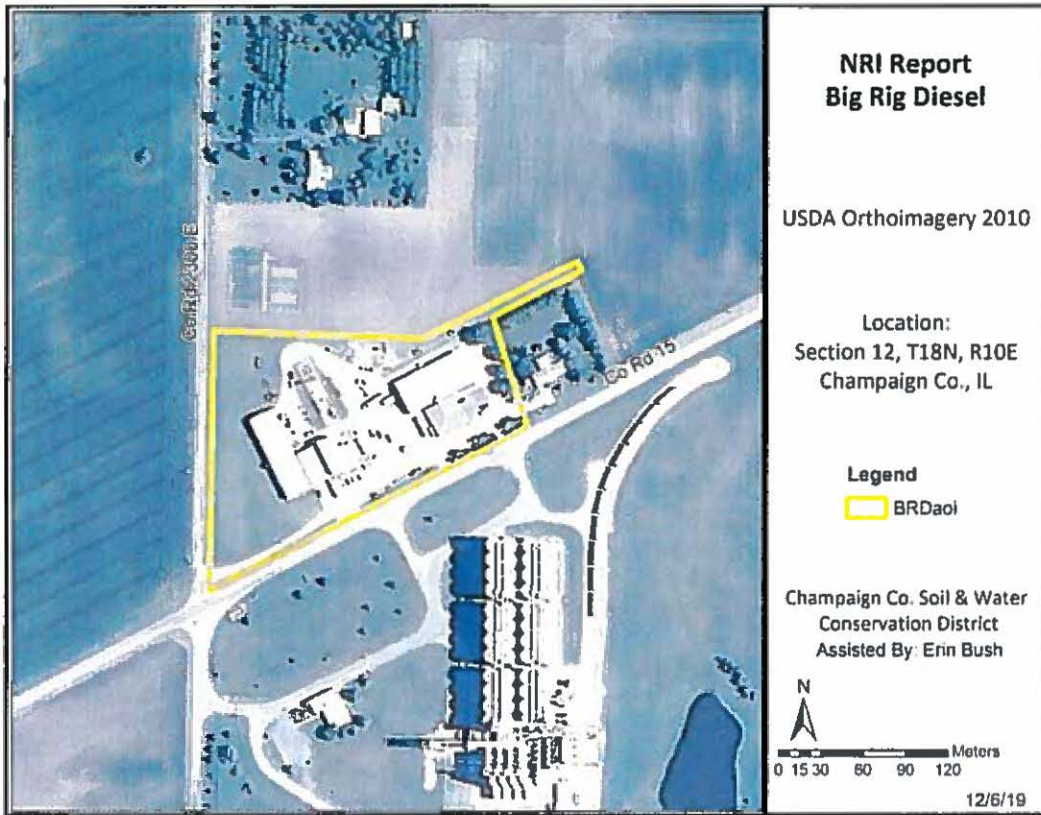 NRI Report
Big Rig Diesel
USDA Orthoimagery 2010
Location:
Section 12, T18N, R10E
Champaign Co., IL
Legend
BRDaoi
Champaign Co. Soil & Water
Conservation District
Assisted By: Erin Bush
N
Meters
0 15 30 60 90 120
12/6/19
Co Rd E
Co Rd 15